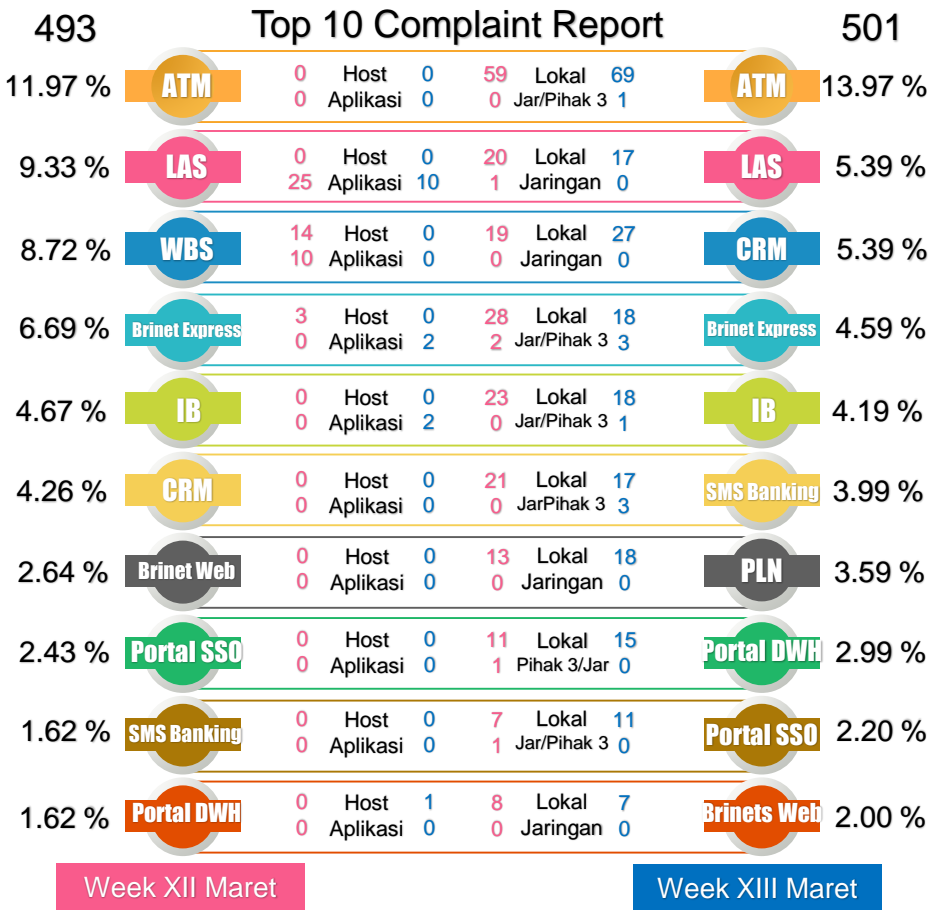 493 Top 10 Complaint Report 501
11.97 % ATM 0 Host 0 59 Lokal 69 ATM 13.97 %
0 Aplikasi 0 0 Jar/Pihak 3 1
9.33 % LAS 0 Host 0 20 Lokal 17 LAS 5.39 %
25 Aplikasi 10 1 Jaringan 0
8.72 % WBS 14 Host 0 19 Lokal 27 CRM 5.39 %
10 Aplikasi 0 0 Jaringan 0
6.69 % Brinet Express 3 Host 0 28 Lokal 18 Brinet Express 4.59 %
0 Aplikasi 2 2 Jar/Pihak 3 3
4.67 % IB 0 Host 0 23 Lokal 18 IB 4.19 %
0 Aplikasi 2 0 Jar/Pihak 3 1
4.26 % CRM 0 Host 0 21 Lokal 17 SMS Banking 3.99 %
0 Aplikasi 0 0 JarPihak 3 3
2.64 % Brinet Web 0 Host 0 13 Lokal 18 PLN 3.59 %
0 Aplikasi 0 0 Jaringan 0
2.43 % Portal SSO 0 Host 0 11 Lokal 15 Portal DWH 2.99 %
0 Aplikasi 0 1 Pihak 3/Jar 0
1.62 % SMS Banking 0 Host 0 7 Lokal 11 Portal SSO 2.20 %
0 Aplikasi 0 1 Jar/Pihak 3 0
1.62 % Portal DWH 0 Host 1 8 Lokal 7 Brinets Web 2.00 %
0 Aplikasi 0 0 Jaringan 0
Week XII Maret Week XIII Maret